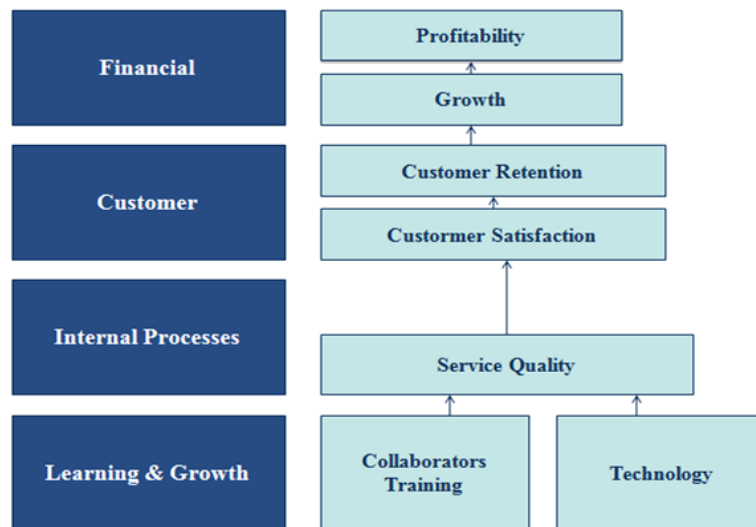 Financial
Profitability
Growth
Customer
Customer Retention
Custormer Satisfaction
Internal Processes
Service Quality
Learning & Growth
Collaborators
Training
Technology